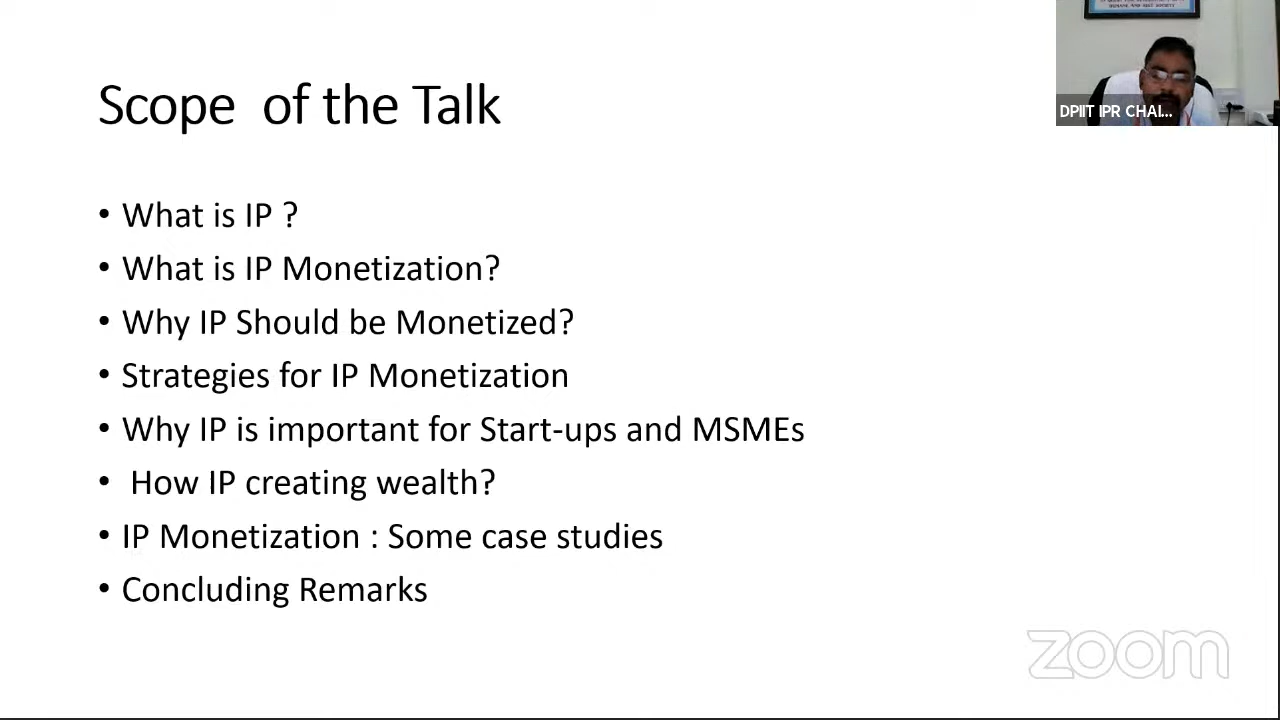 Scope of the Talk
• What is IP ?
• What is IP Monetization?
• Why IP Should be Monetized?
• Strategies for IP Monetization
• Why IP is important for Start-ups and MSMEs
• How IP creating wealth?
• IP Monetization : Some case studies
• Concluding Remarks
DPIIT IPR CHAI...
zoom